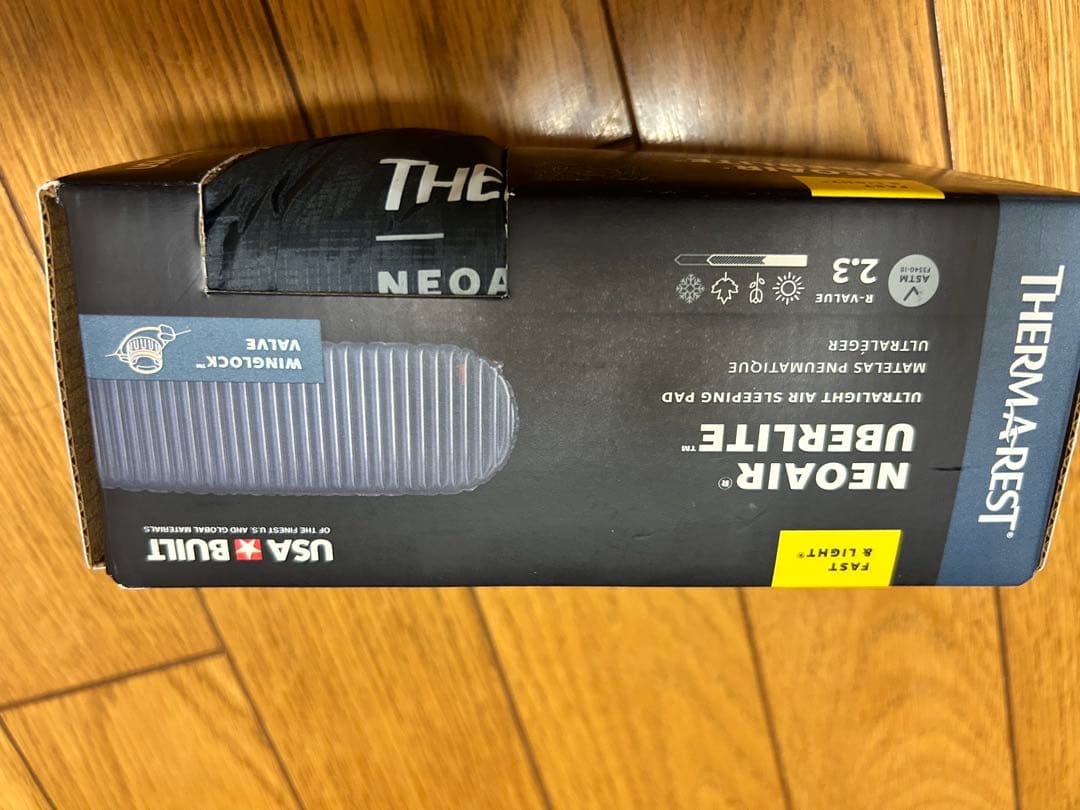 THERMAREST®
FAST
& LIGHT®
NEOAIR®
UBERLITE™
ULTRALIGHT AIR SLEEPING PAD
MATELAS PNEUMATIQUE
ULTRALÉGER
ASTM
F3340-18
R-VALUE
2.3
USA BUILT
OF THE FINEST U.S. AND GLOBAL MATERIALS
WINGLOCK™
VALVE
THE
NEOA
FAST